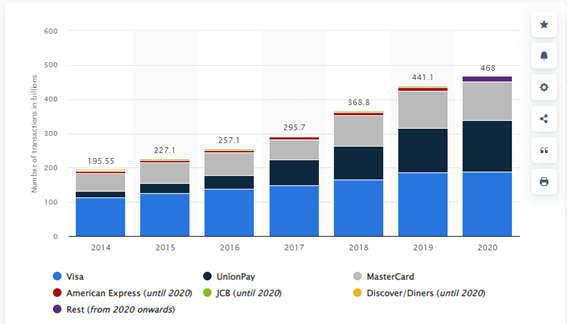 600
500
400
300
200
100
0
Number of transactions in billions
195.55
227.1
257.1
295.7
368.8
441.1
468
2014 2015 2016 2017 2018 2019 2020
Visa UnionPay MasterCard
American Express (until 2020) JCB (until 2020) Discover/Diners (until 2020)
Rest (from 2020 onwards)